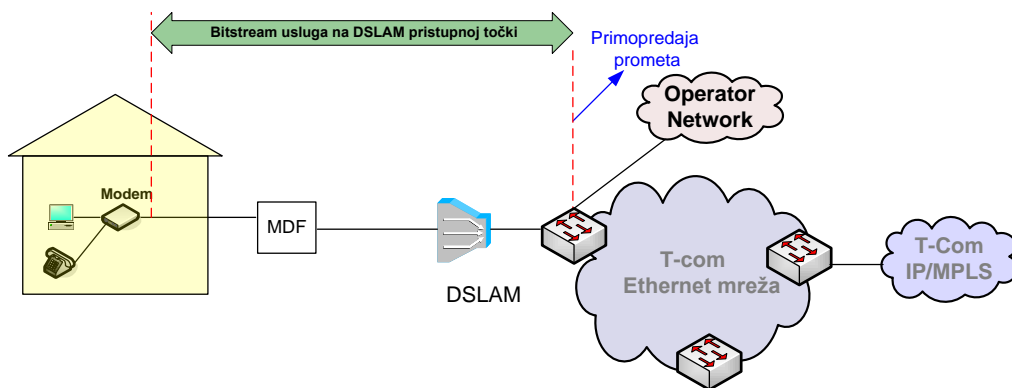 Bitstream usluga na DSLAM pristupnoj točki
Primopredaja
prometa
Operator
Network
Modem
MDF
DSLAM
T-com
Ethernet mreža
T-Com
IP/MPLS